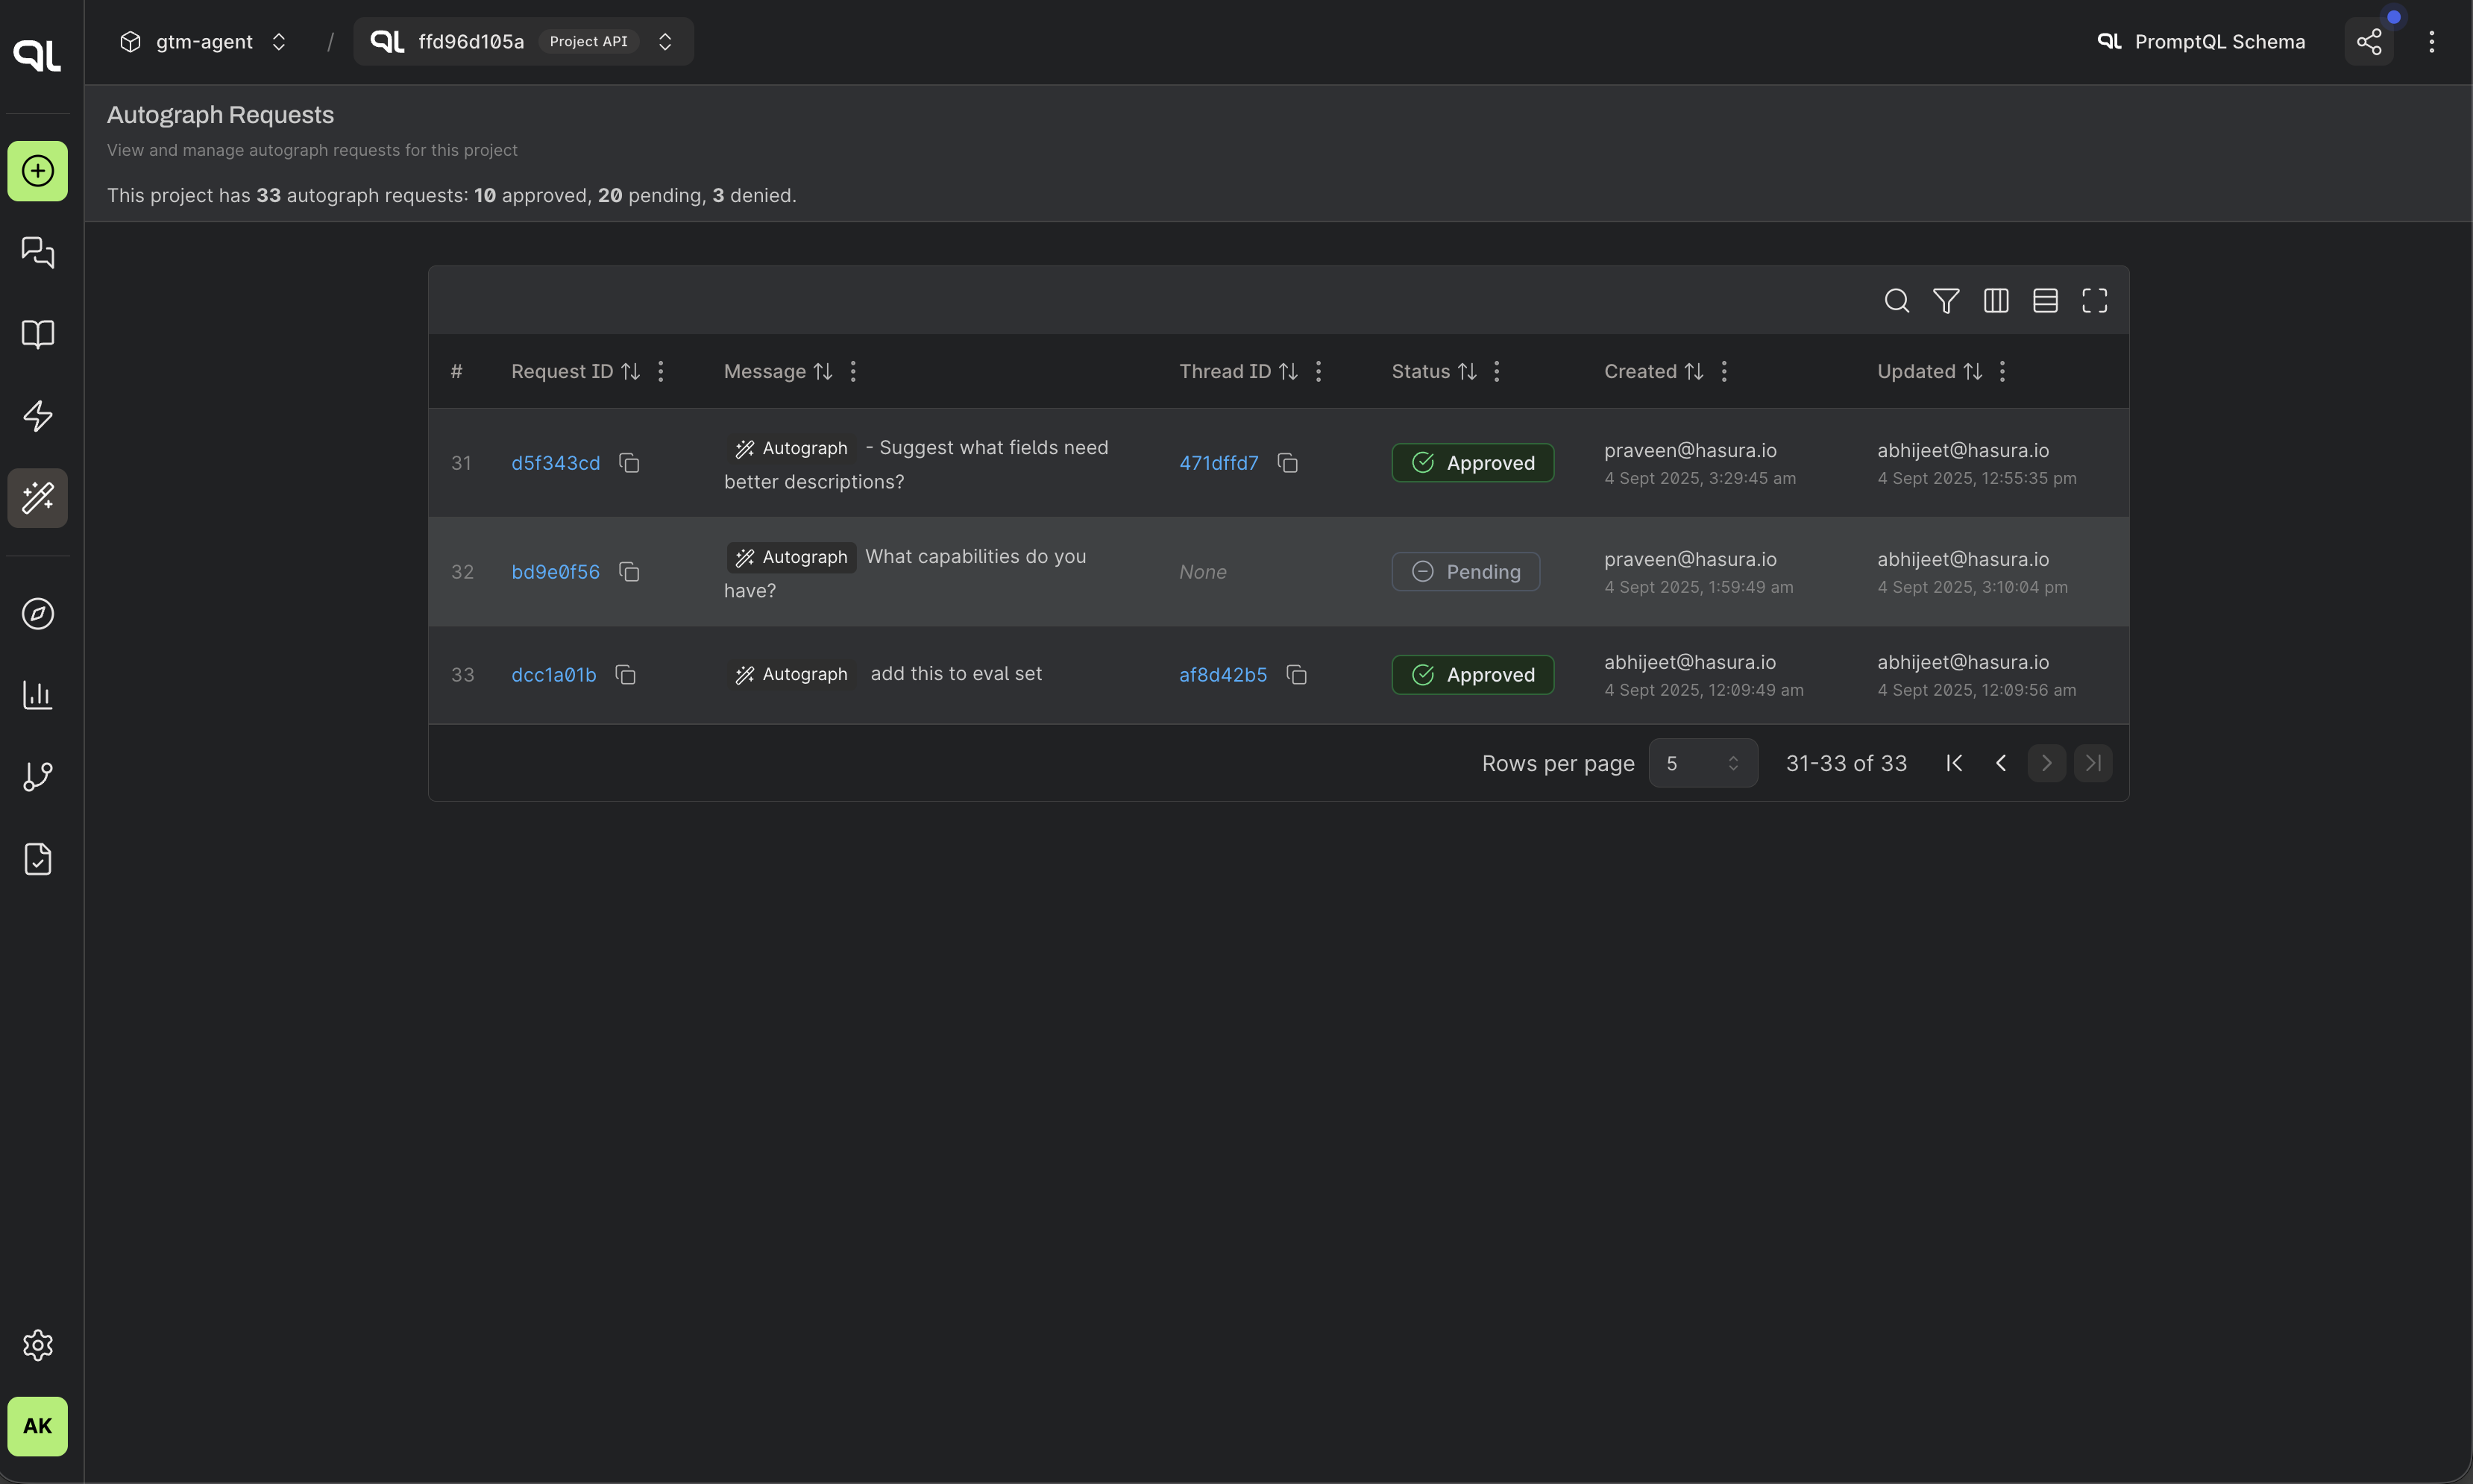 gtm-agent / ffd96d105a Project API PromptQL Schema
Autograph Requests
View and manage autograph requests for this project
This project has 33 autograph requests: 10 approved, 20 pending, 3 denied.
# Request ID Message Thread ID Status Created Updated
31 d5f343cd Autograph - Suggest what fields need
better descriptions? 471dffd7 Approved praveen@hasura.io
4 Sept 2025, 3:29:45 am abhijeet@hasura.io
4 Sept 2025, 12:55:35 pm
32 bd9e0f56 Autograph What capabilities do you
have? None Pending praveen@hasura.io
4 Sept 2025, 1:59:49 am abhijeet@hasura.io
4 Sept 2025, 3:10:04 pm
33 dcc1a01b Autograph add this to eval set af8d42b5 Approved abhijeet@hasura.io
4 Sept 2025, 12:09:49 am abhijeet@hasura.io
4 Sept 2025, 12:09:56 am
Rows per page 5 31-33 of 33
AK